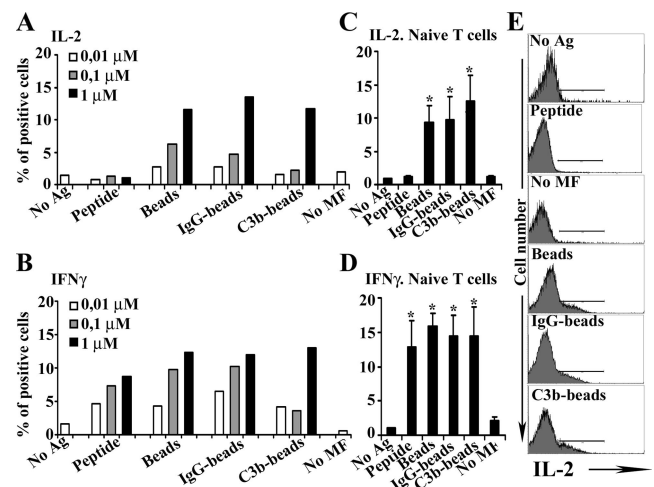 A
IL-2
0,01 µM
0,1 µM
1 µM
% of positive cells
20
15
10
5
0
No Ag
Peptide
Beads
IgG-beads
C3b-beads
No MF
B
IFNγ
0,01 µM
0,1 µM
1 µM
% of positive cells
20
15
10
5
0
No Ag
Peptide
Beads
IgG-beads
C3b-beads
No MF
C
IL-2. Naive T cells
20
15
10
5
0
* * *
No Ag
Peptide
Beads
IgG-beads
C3b-beads
No MF
D
IFNγ. Naive T cells
20
15
10
5
0
* * * *
No Ag
Peptide
Beads
IgG-beads
C3b-beads
No MF
E
No Ag
Peptide
No MF
Beads
IgG-beads
C3b-beads
Cell number
IL-2